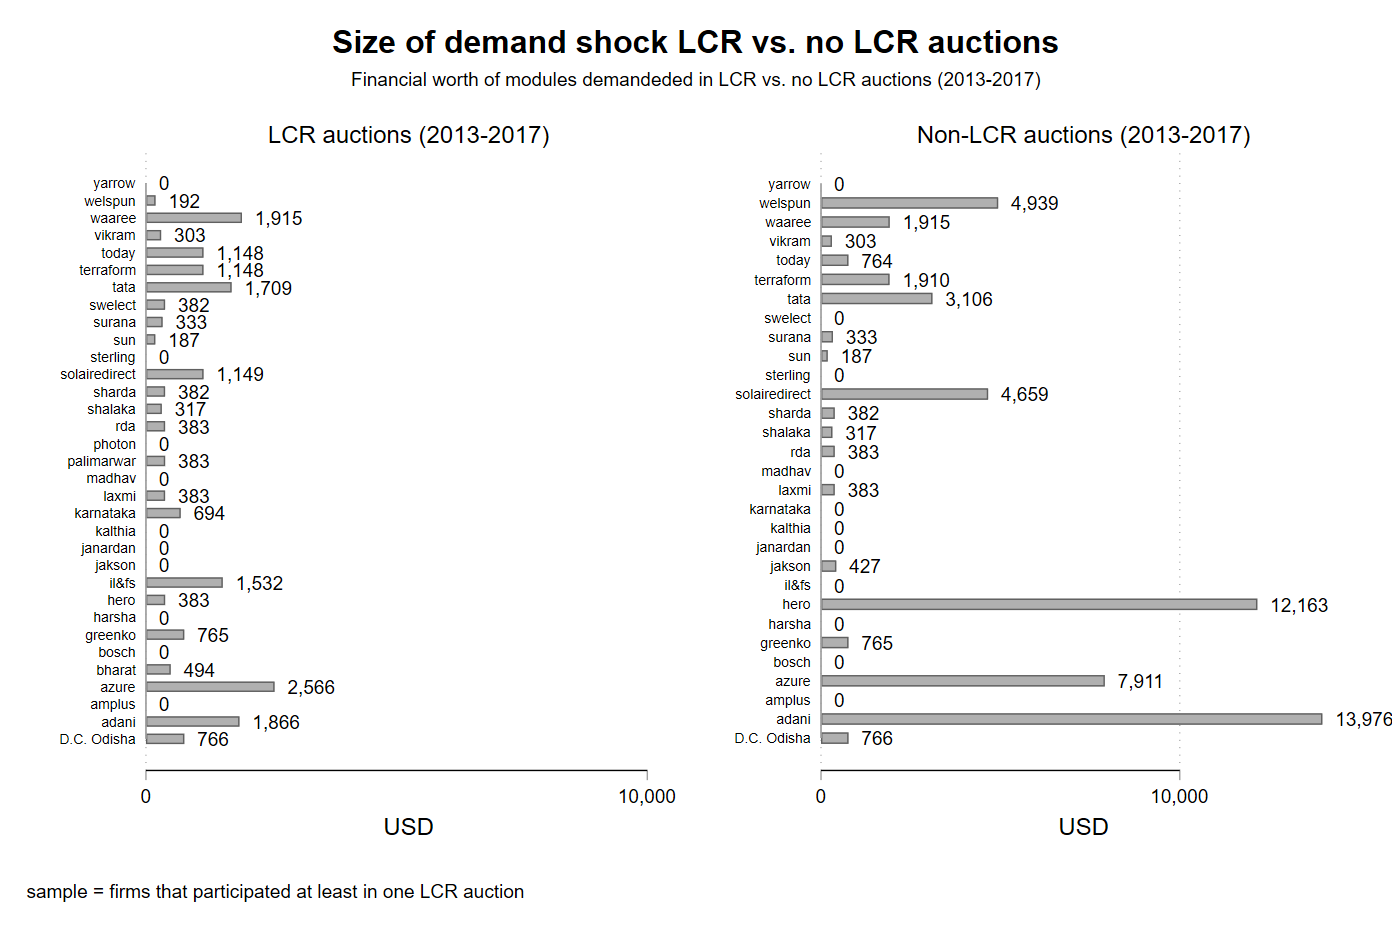 Size of demand shock LCR vs. no LCR auctions
Financial worth of modules demandeded in LCR vs. no LCR auctions (2013-2017)
LCR auctions (2013-2017)
yarrow 0
welspun 192
waaree 1,915
vikram 303
today 1,148
terraform 1,148
tata 1,709
swelect 382
surana 333
sun 187
sterling 0
solairedirect 1,149
sharda 382
shalaka 317
rda 383
photon 0
palimarwar 383
madhav 0
laxmi 383
karnataka 694
kalthia 0
janardan 0
jakson 0
il&fs 1,532
hero 383
harsha 0
greenko 765
bosch 0
bharat 494
azure 2,566
amplus 0
adani 1,866
D.C. Odisha 766
0 10,000
USD
Non-LCR auctions (2013-2017)
yarrow 0
welspun 4,939
waaree 1,915
vikram 303
today 764
terraform 1,910
tata 3,106
swelect 0
surana 333
sun 187
sterling 0
solairedirect 4,659
sharda 382
shalaka 317
rda 383
madhav 0
laxmi 383
karnataka 0
kalthia 0
janardan 0
jakson 427
il&fs 0
hero 12,163
harsha 0
greenko 765
bosch 0
azure 7,911
amplus 0
adani 13,976
D.C. Odisha 766
0 10,000
USD
sample = firms that participated at least in one LCR auction